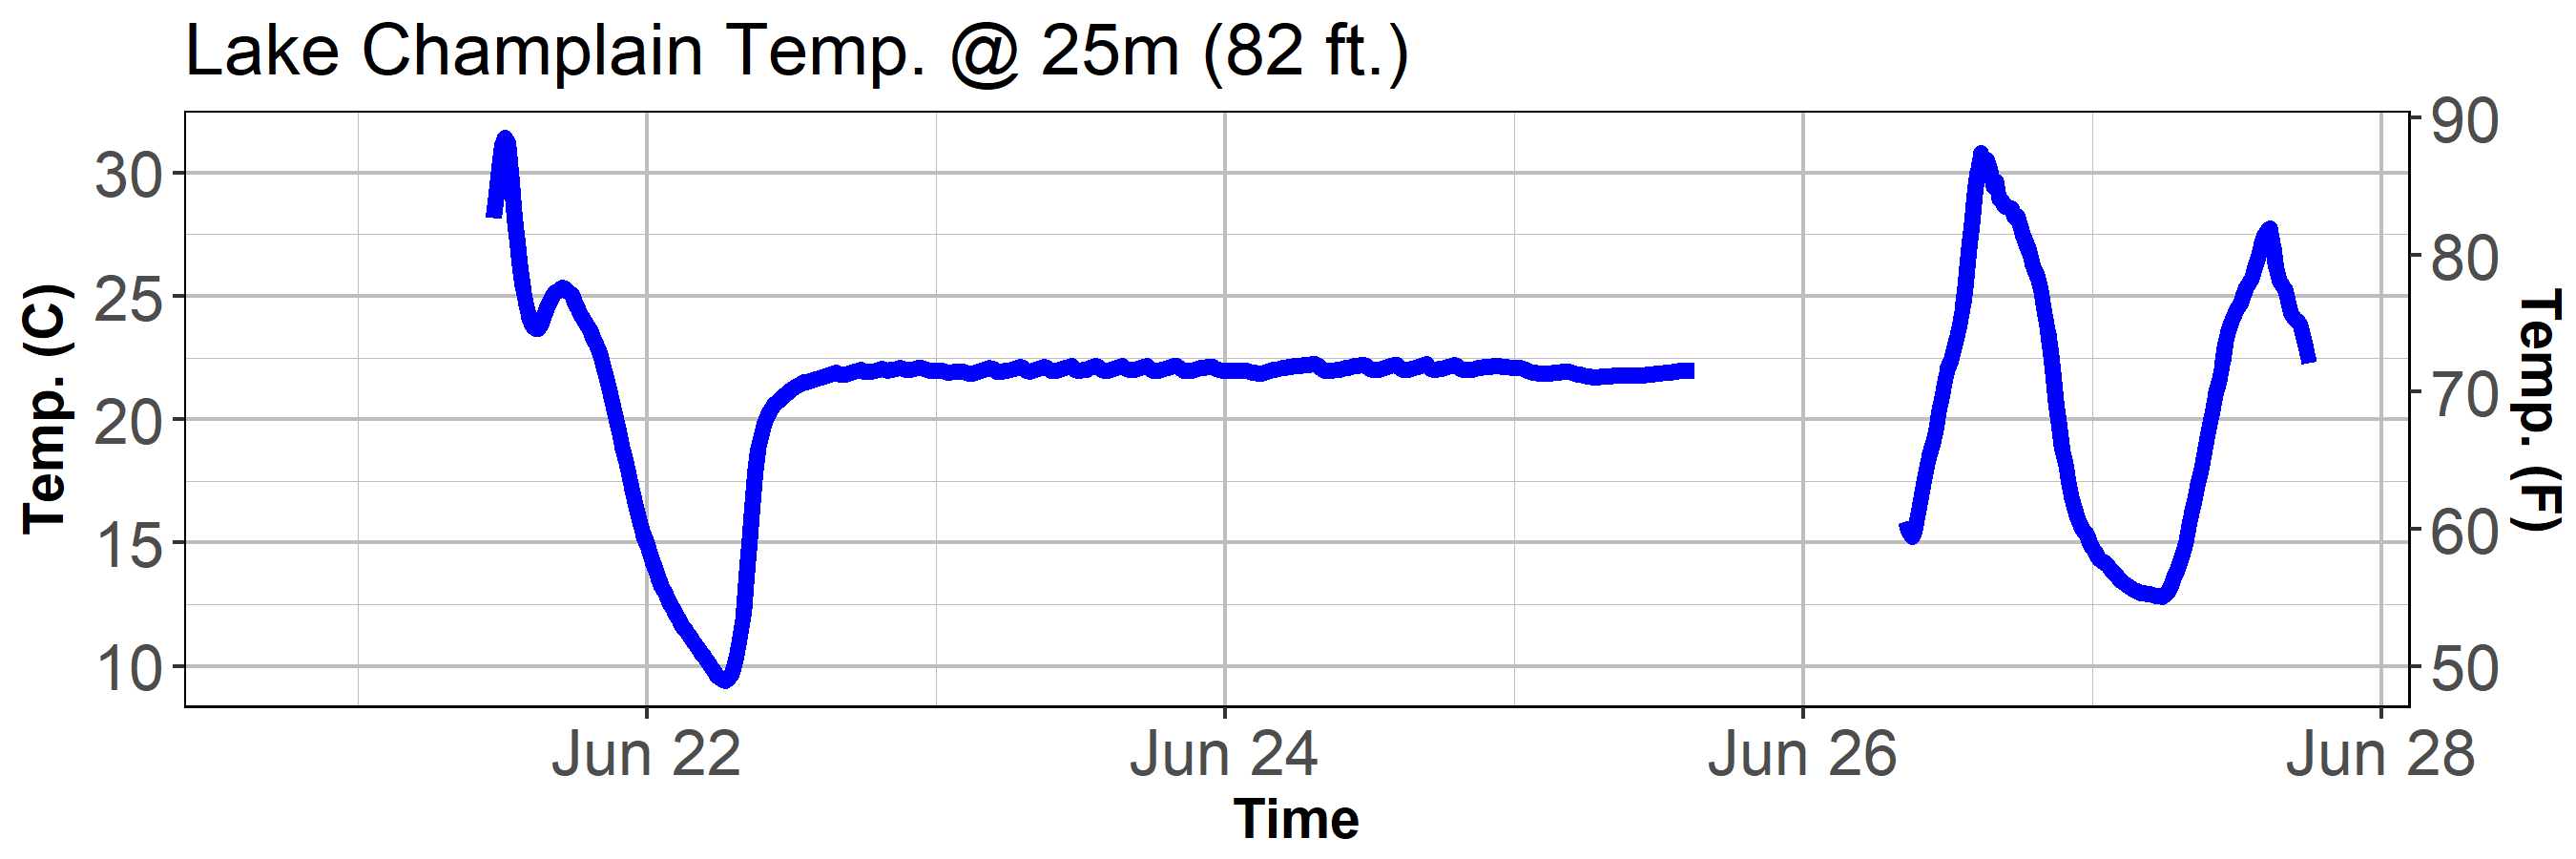 Lake Champlain Temp. @ 25m (82 ft.)
Temp. (C)
30
25
20
15
10
90
80
70
60
50
Temp. (F)
Jun 22
Jun 24
Jun 26
Jun 28
Time